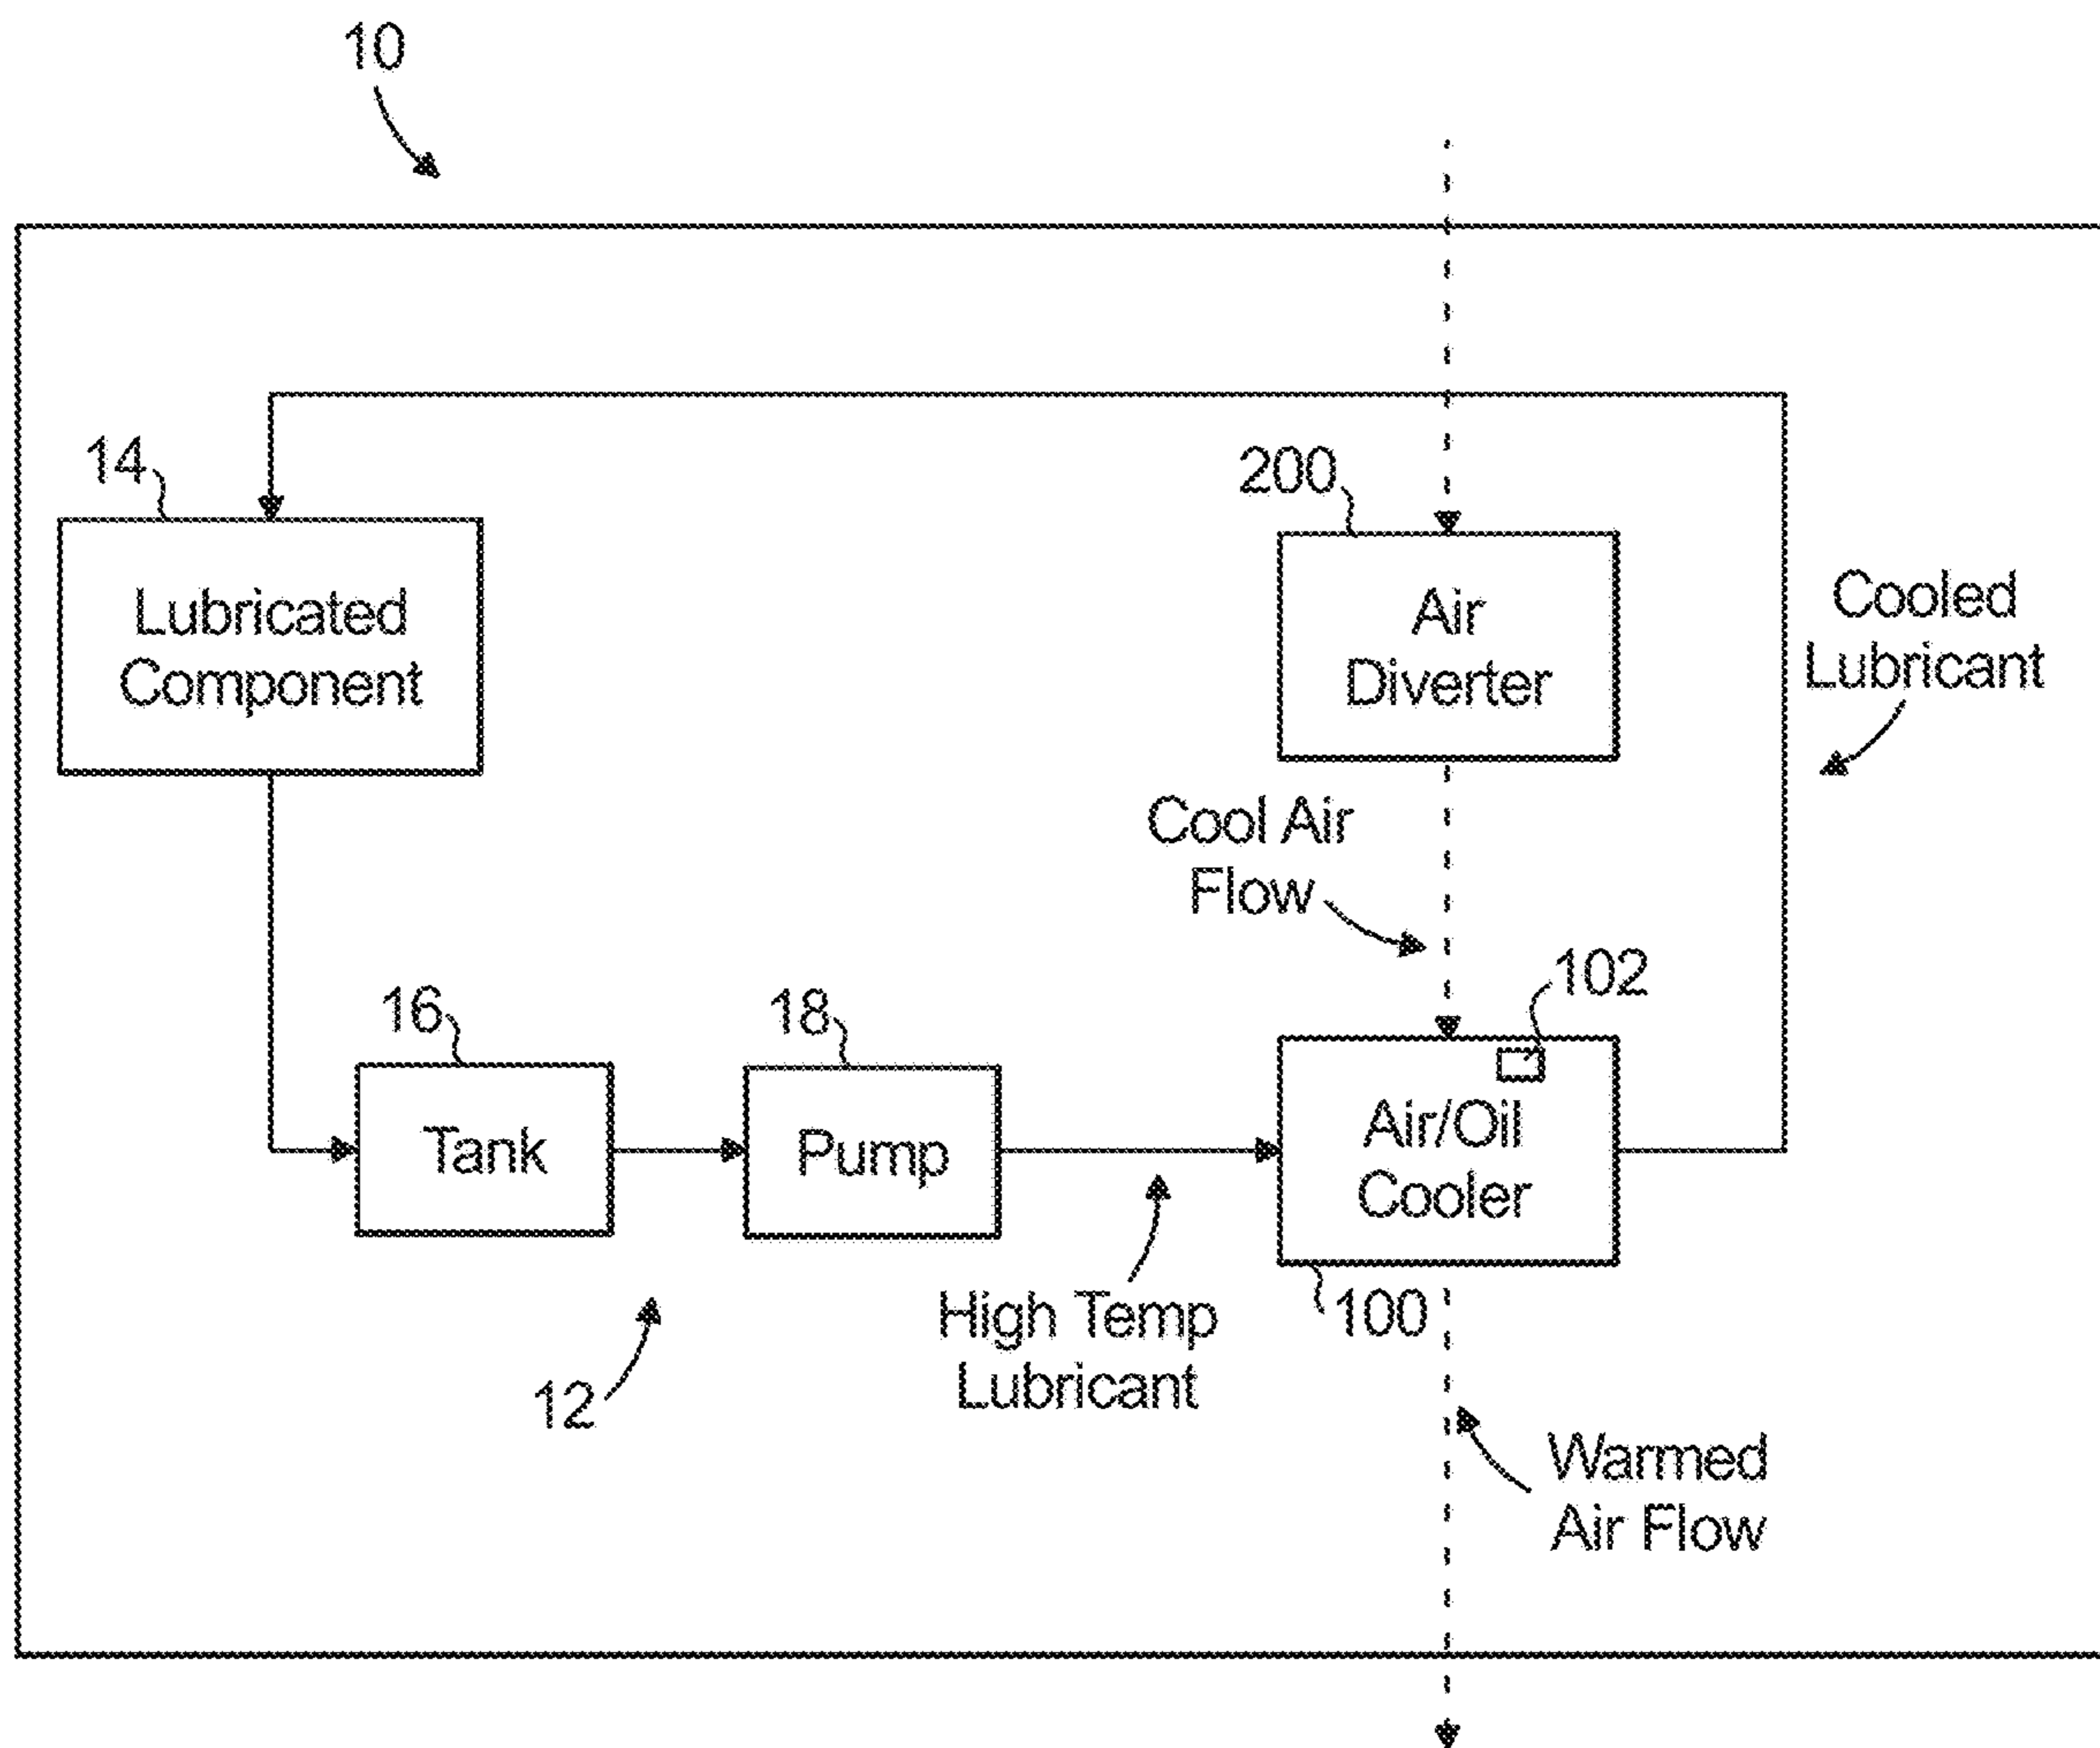 10
14
200
Lubricated
Component
Air
Diverter
Cooled
Lubricant
Cool Air
Flow
102
16
18
Tank
Pump
Air/Oil
Cooler
100
High Temp
Lubricant
12
Warmed
Air Flow